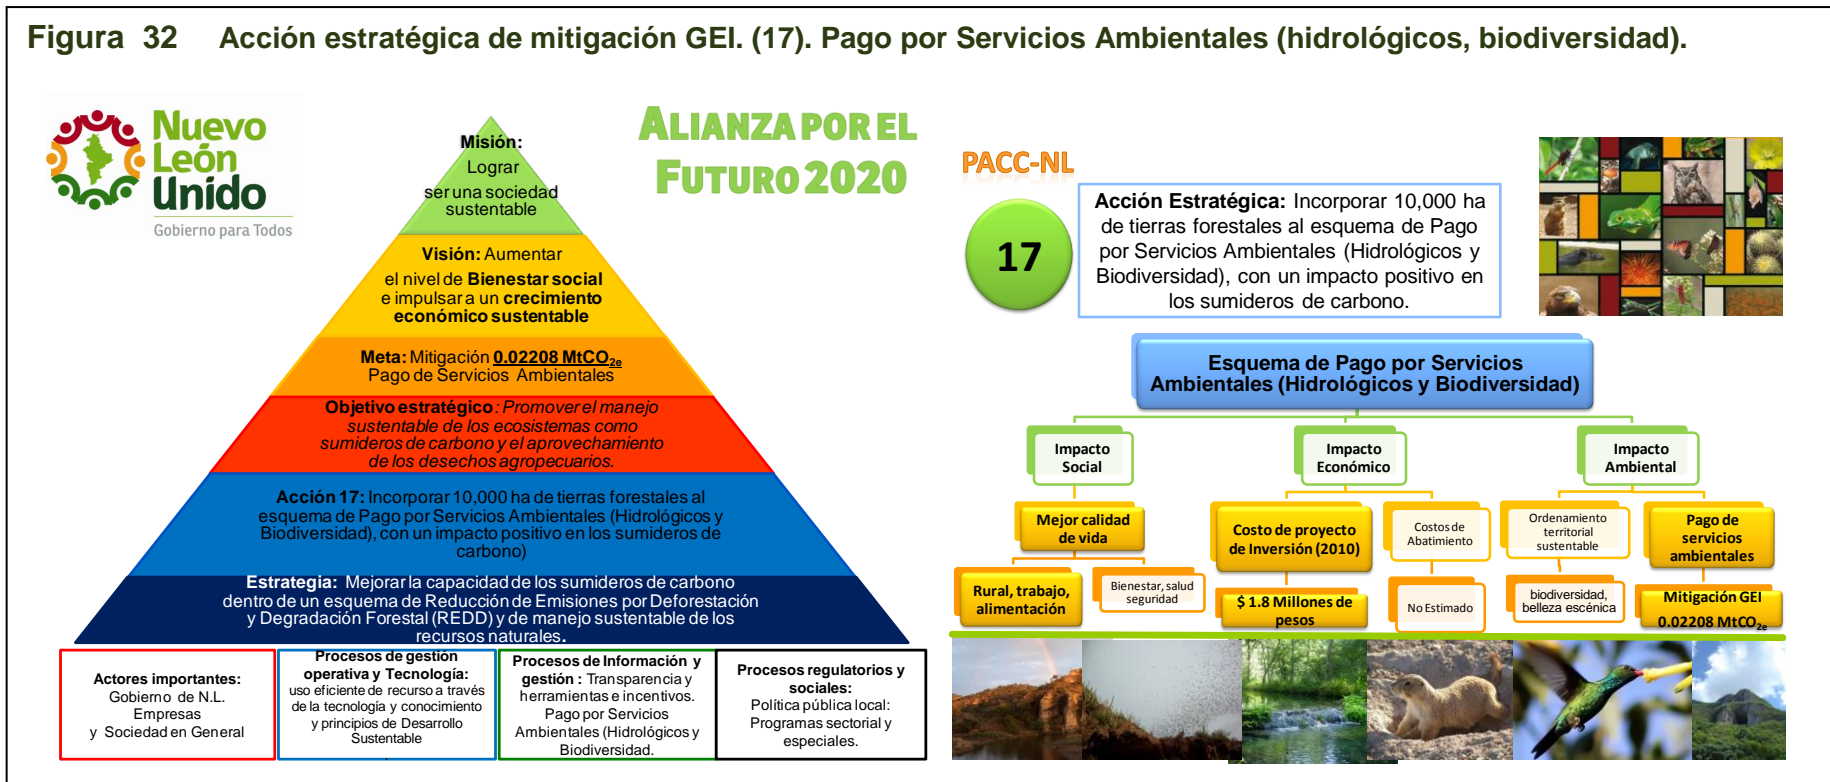 Figura 32 Acción estratégica de mitigación GEI. (17). Pago por Servicios Ambientales (hidrológicos, biodiversidad).
Nuevo
León
Unido
Gobierno para Todos
ALIANZA POR EL
FUTURO 2020
Misión:
Lograr
ser una sociedad
sustentable
Visión: Aumentar
el nivel de Bienestar social
e impulsar a un crecimiento
económico sustentable
Meta: Mitigación 0.02208 MtCO2e
Pago de Servicios Ambientales
Objetivo estratégico: Promover el manejo
sustentable de los ecosistemas como
sumideros de carbono y el aprovechamiento
de los desechos agropecuarios.
Acción 17: Incorporar 10,000 ha de tierras forestales al
esquema de Pago por Servicios Ambientales (Hidrológicos y
Biodiversidad), con un impacto positivo en los sumideros de
carbono)
Estrategia: Mejorar la capacidad de los sumideros de carbono
dentro de un esquema de Reducción de Emisiones por Deforestación
y Degradación Forestal (REDD) y de manejo sustentable de los
recursos naturales.
Actores importantes:
Gobierno de N.L.
Empresas
y Sociedad en General
Procesos de gestión
operativa y Tecnología:
uso eficiente de recurso a través
de la tecnología y conocimiento
y principios de Desarrollo
Sustentable
Procesos de Información y
gestión : Transparencia y
herramientas e incentivos.
Pago por Servicios
Ambientales (Hidrológicos y
Biodiversidad.
Procesos regulatorios y
sociales:
Política pública local:
Programas sectorial y
especiales.
PACC-NL
17
Acción Estratégica: Incorporar 10,000 ha
de tierras forestales al esquema de Pago
por Servicios Ambientales (Hidrológicos y
Biodiversidad), con un impacto positivo en
los sumideros de carbono.
Esquema de Pago por Servicios
Ambientales (Hidrológicos y Biodiversidad)
Impacto
Social
Impacto
Económico
Impacto
Ambiental
Mejor calidad
de vida
Costo de proyecto
de Inversión (2010)
Costos de
Abatimiento
Ordenamiento
territorial
sustentable
Pago de
servicios
ambientales
Rural, trabajo,
alimentación
Bienestar, salud
seguridad
$ 1.8 Millones de
pesos
No Estimado
biodiversidad,
belleza escénica
Mitigación GEI
0.02208 MtCO2e